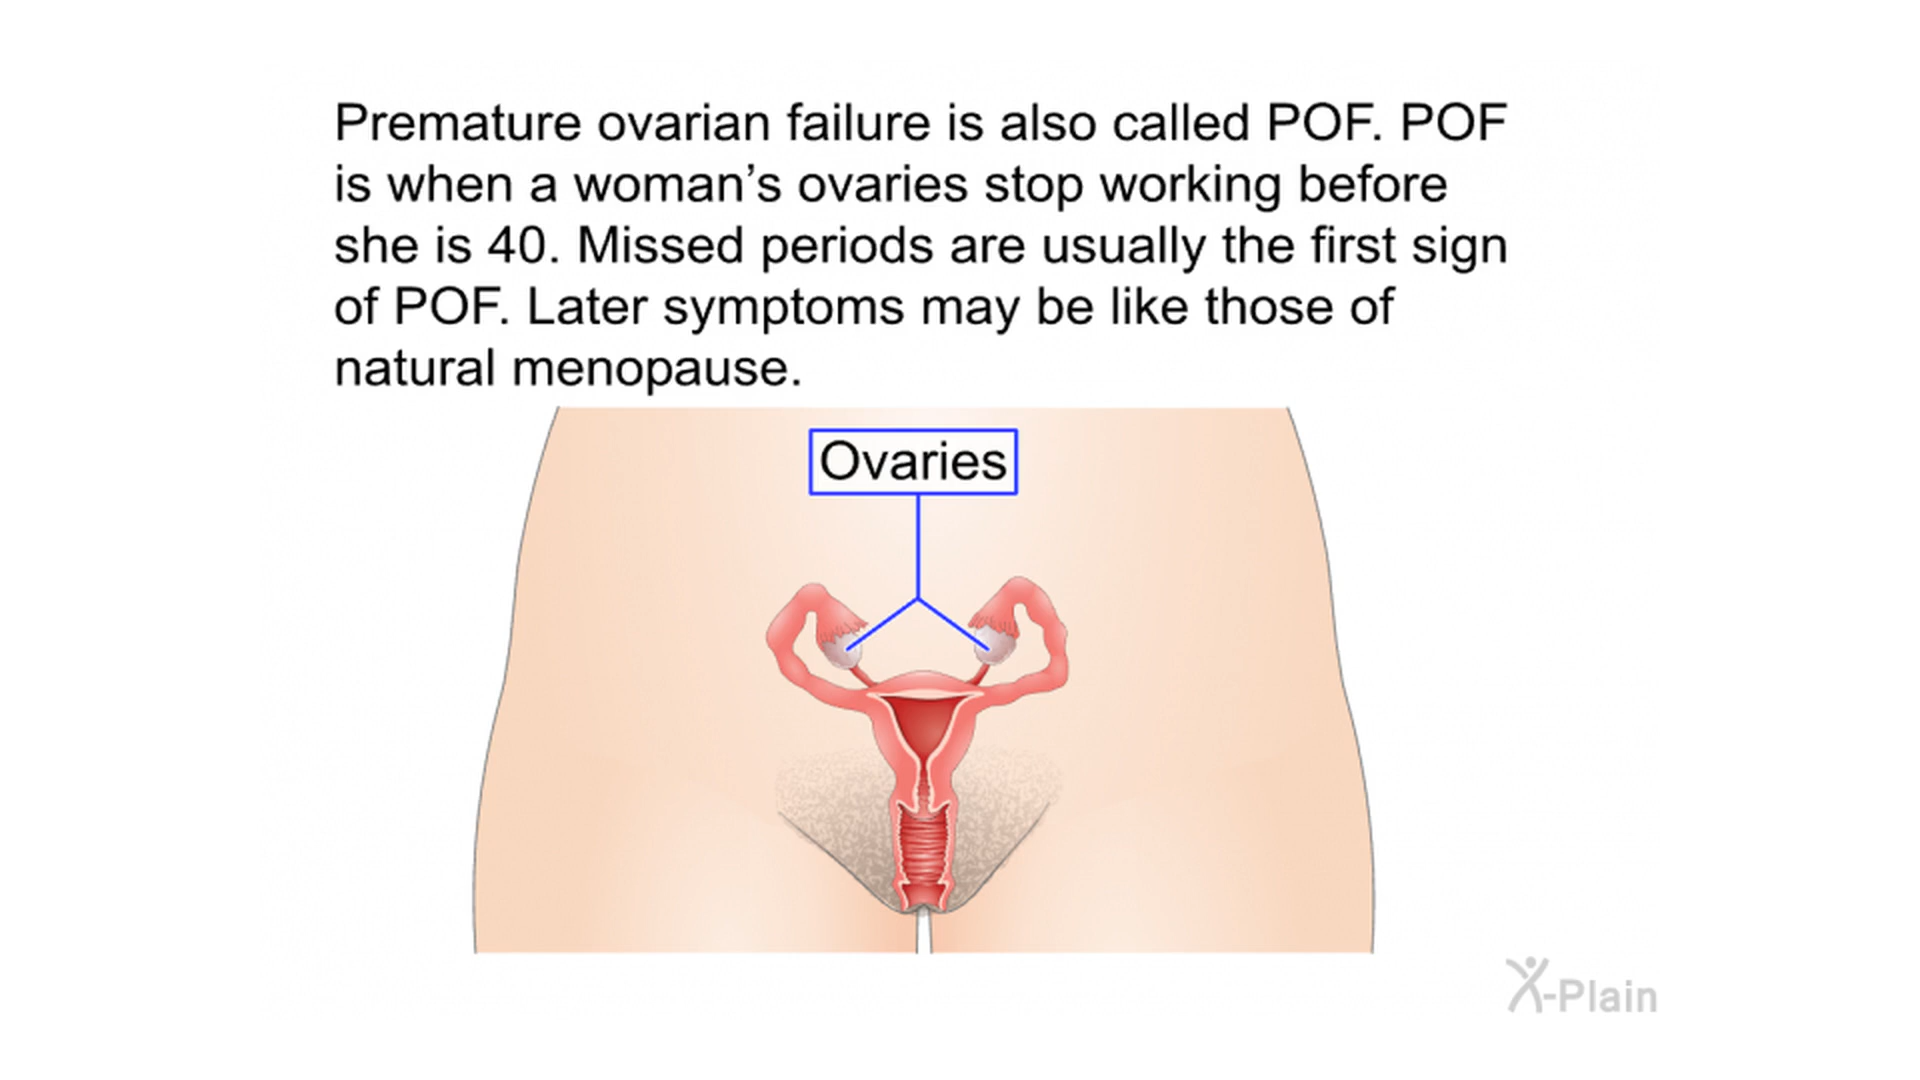 Premature ovarian failure is also called POF. POF
is when a woman’s ovaries stop working before
she is 40. Missed periods are usually the first sign
of POF. Later symptoms may be like those of
natural menopause.
Ovaries
X-Plain